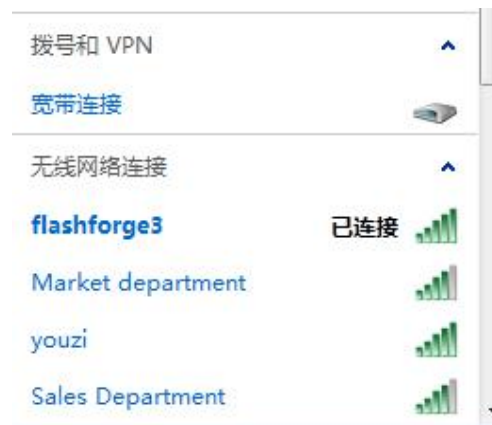 拨号和 VPN
宽带连接
无线网络连接
flashforge3 已连接
Market department
youzi
Sales Department